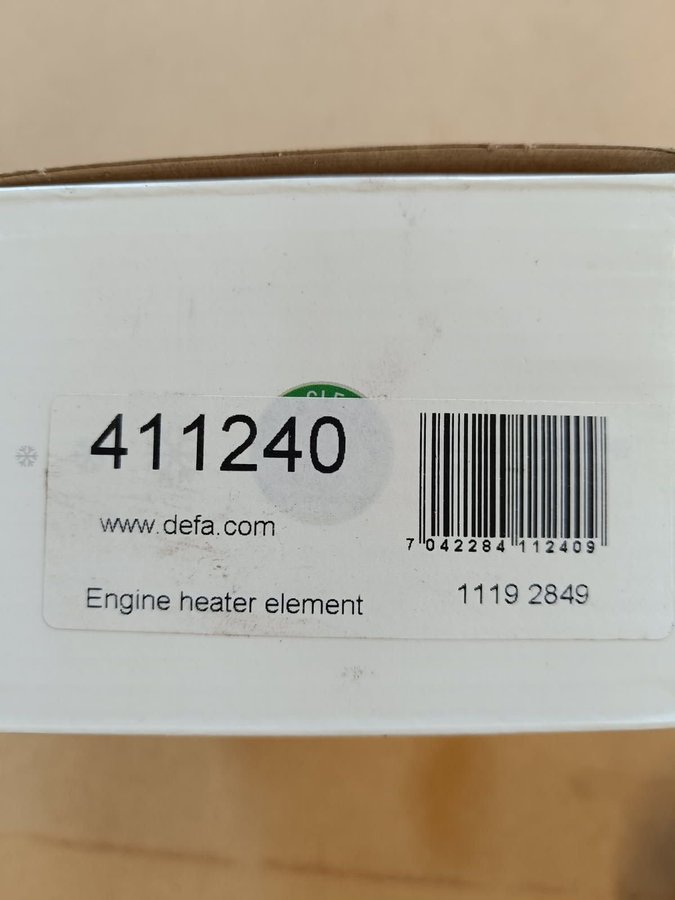 411240
www.defa.com
7 042284 112409
Engine heater element
1119 2849